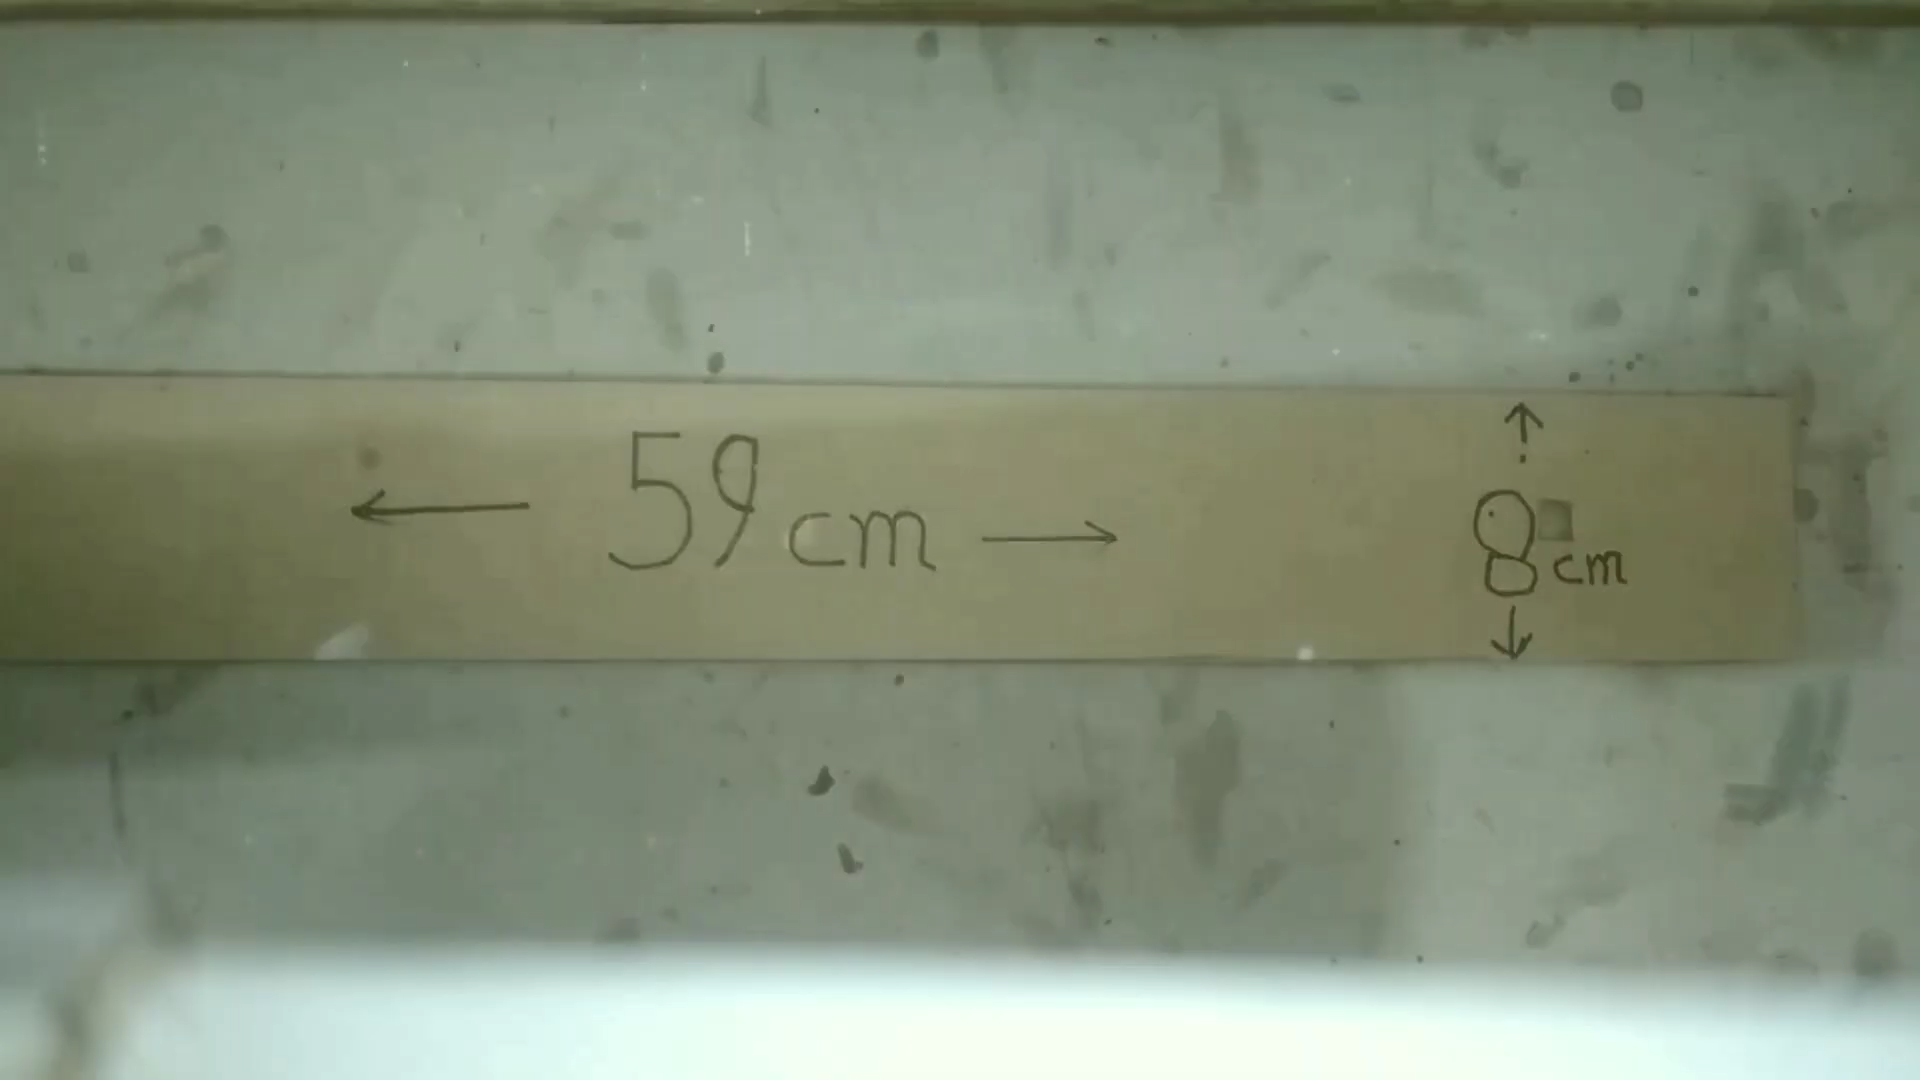 ← 59 cm →
↑
8 cm
↓